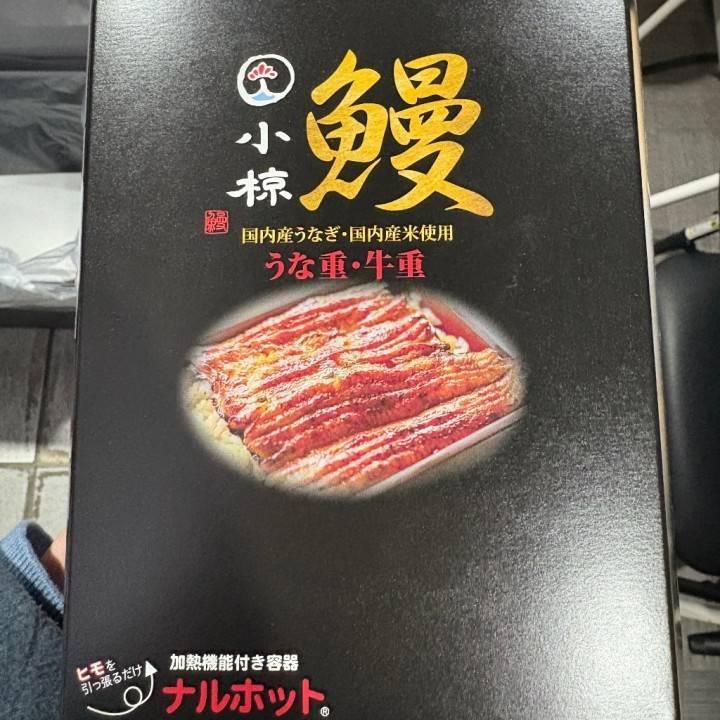 鰻
小椋
鰻
国内産うなぎ・国内産米使用
うな重・牛重
ヒモを
引っ張るだけ
加熱機能付き容器
ナルホット®